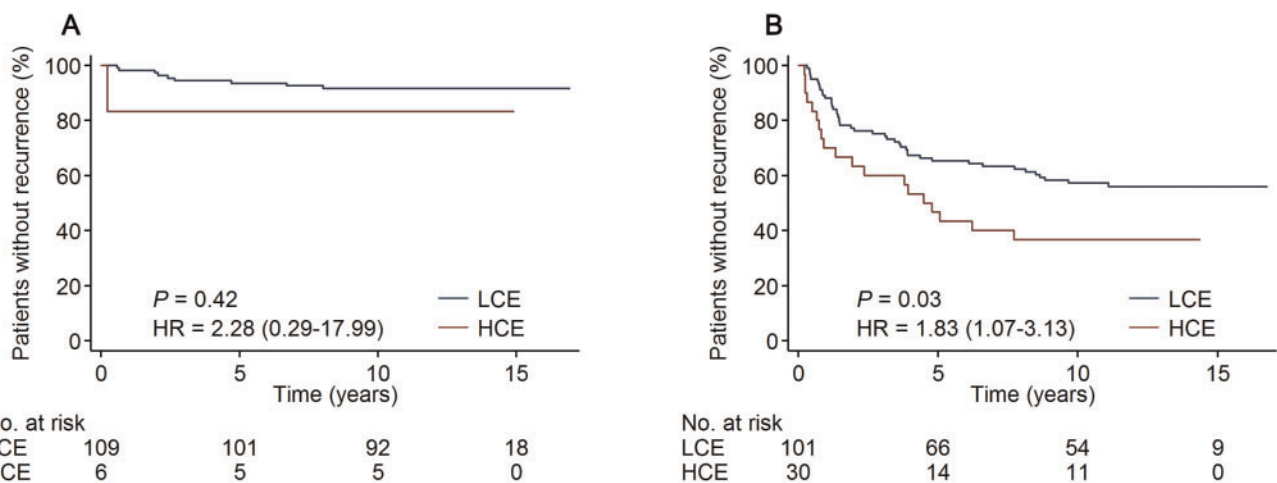 A
Patients without recurrence (%)
100
80
60
40
20
0
P = 0.42
HR = 2.28 (0.29-17.99)
LCE
HCE
0 5 10 15
Time (years)
o. at risk
CE 109 101 92 18
CE 6 5 5 0
B
Patients without recurrence (%)
100
80
60
40
20
0
P = 0.03
HR = 1.83 (1.07-3.13)
LCE
HCE
0 5 10 15
Time (years)
No. at risk
LCE 101 66 54 9
HCE 30 14 11 0